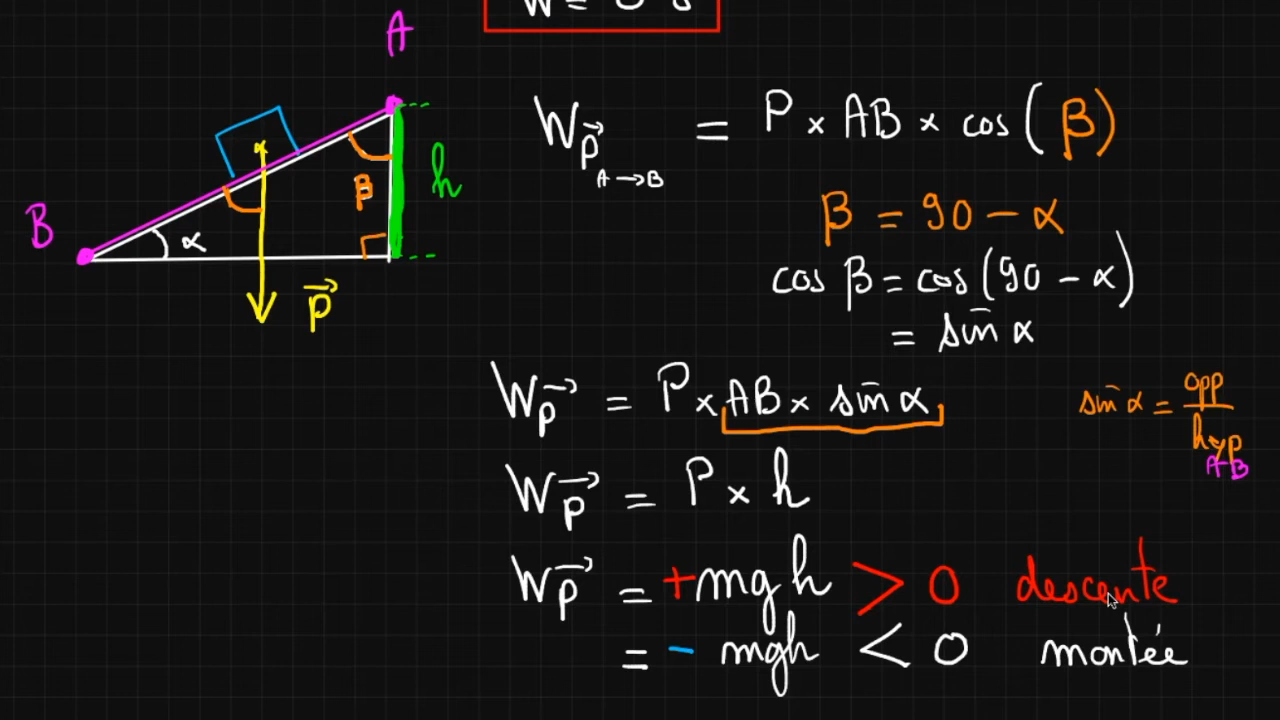 A
h
β
B
α
P⃗
W P⃗ A→B = P × AB × cos(β)
β = 90 - α
cos β = cos(90 - α)
= sin α
W P⃗ = P × AB × sin α
sin α = opp / hyp
AB
W P⃗ = P × h
W P⃗ = +mgh > 0 descente
= - mgh < 0 montée